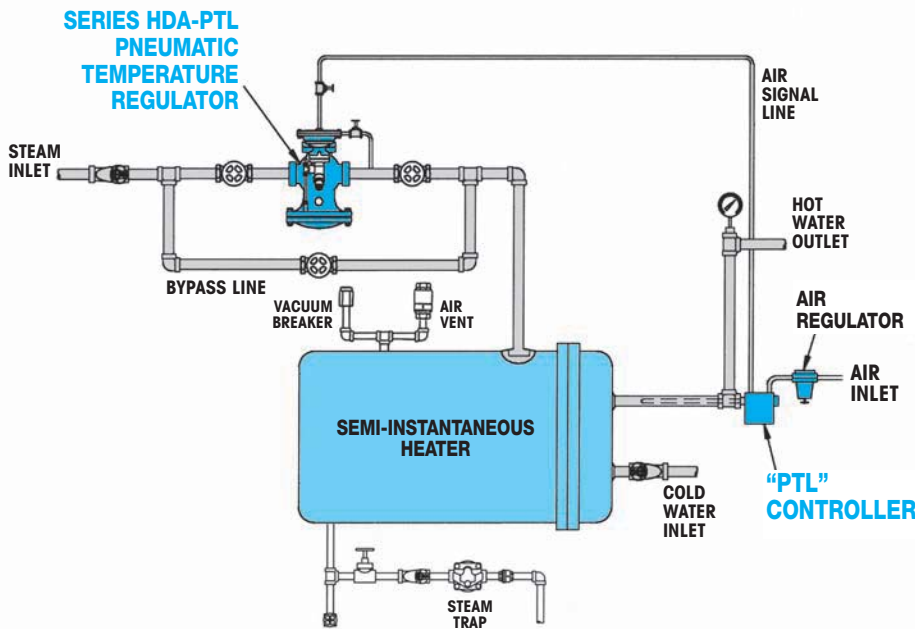 SERIES HDA-PTL
PNEUMATIC
TEMPERATURE
REGULATOR
AIR
SIGNAL
LINE
STEAM
INLET
HOT
WATER
OUTLET
BYPASS LINE
VACUUM
BREAKER
AIR
VENT
AIR
REGULATOR
AIR
INLET
SEMI-INSTANTANEOUS
HEATER
COLD
WATER
INLET
“PTL”
CONTROLLER
STEAM
TRAP